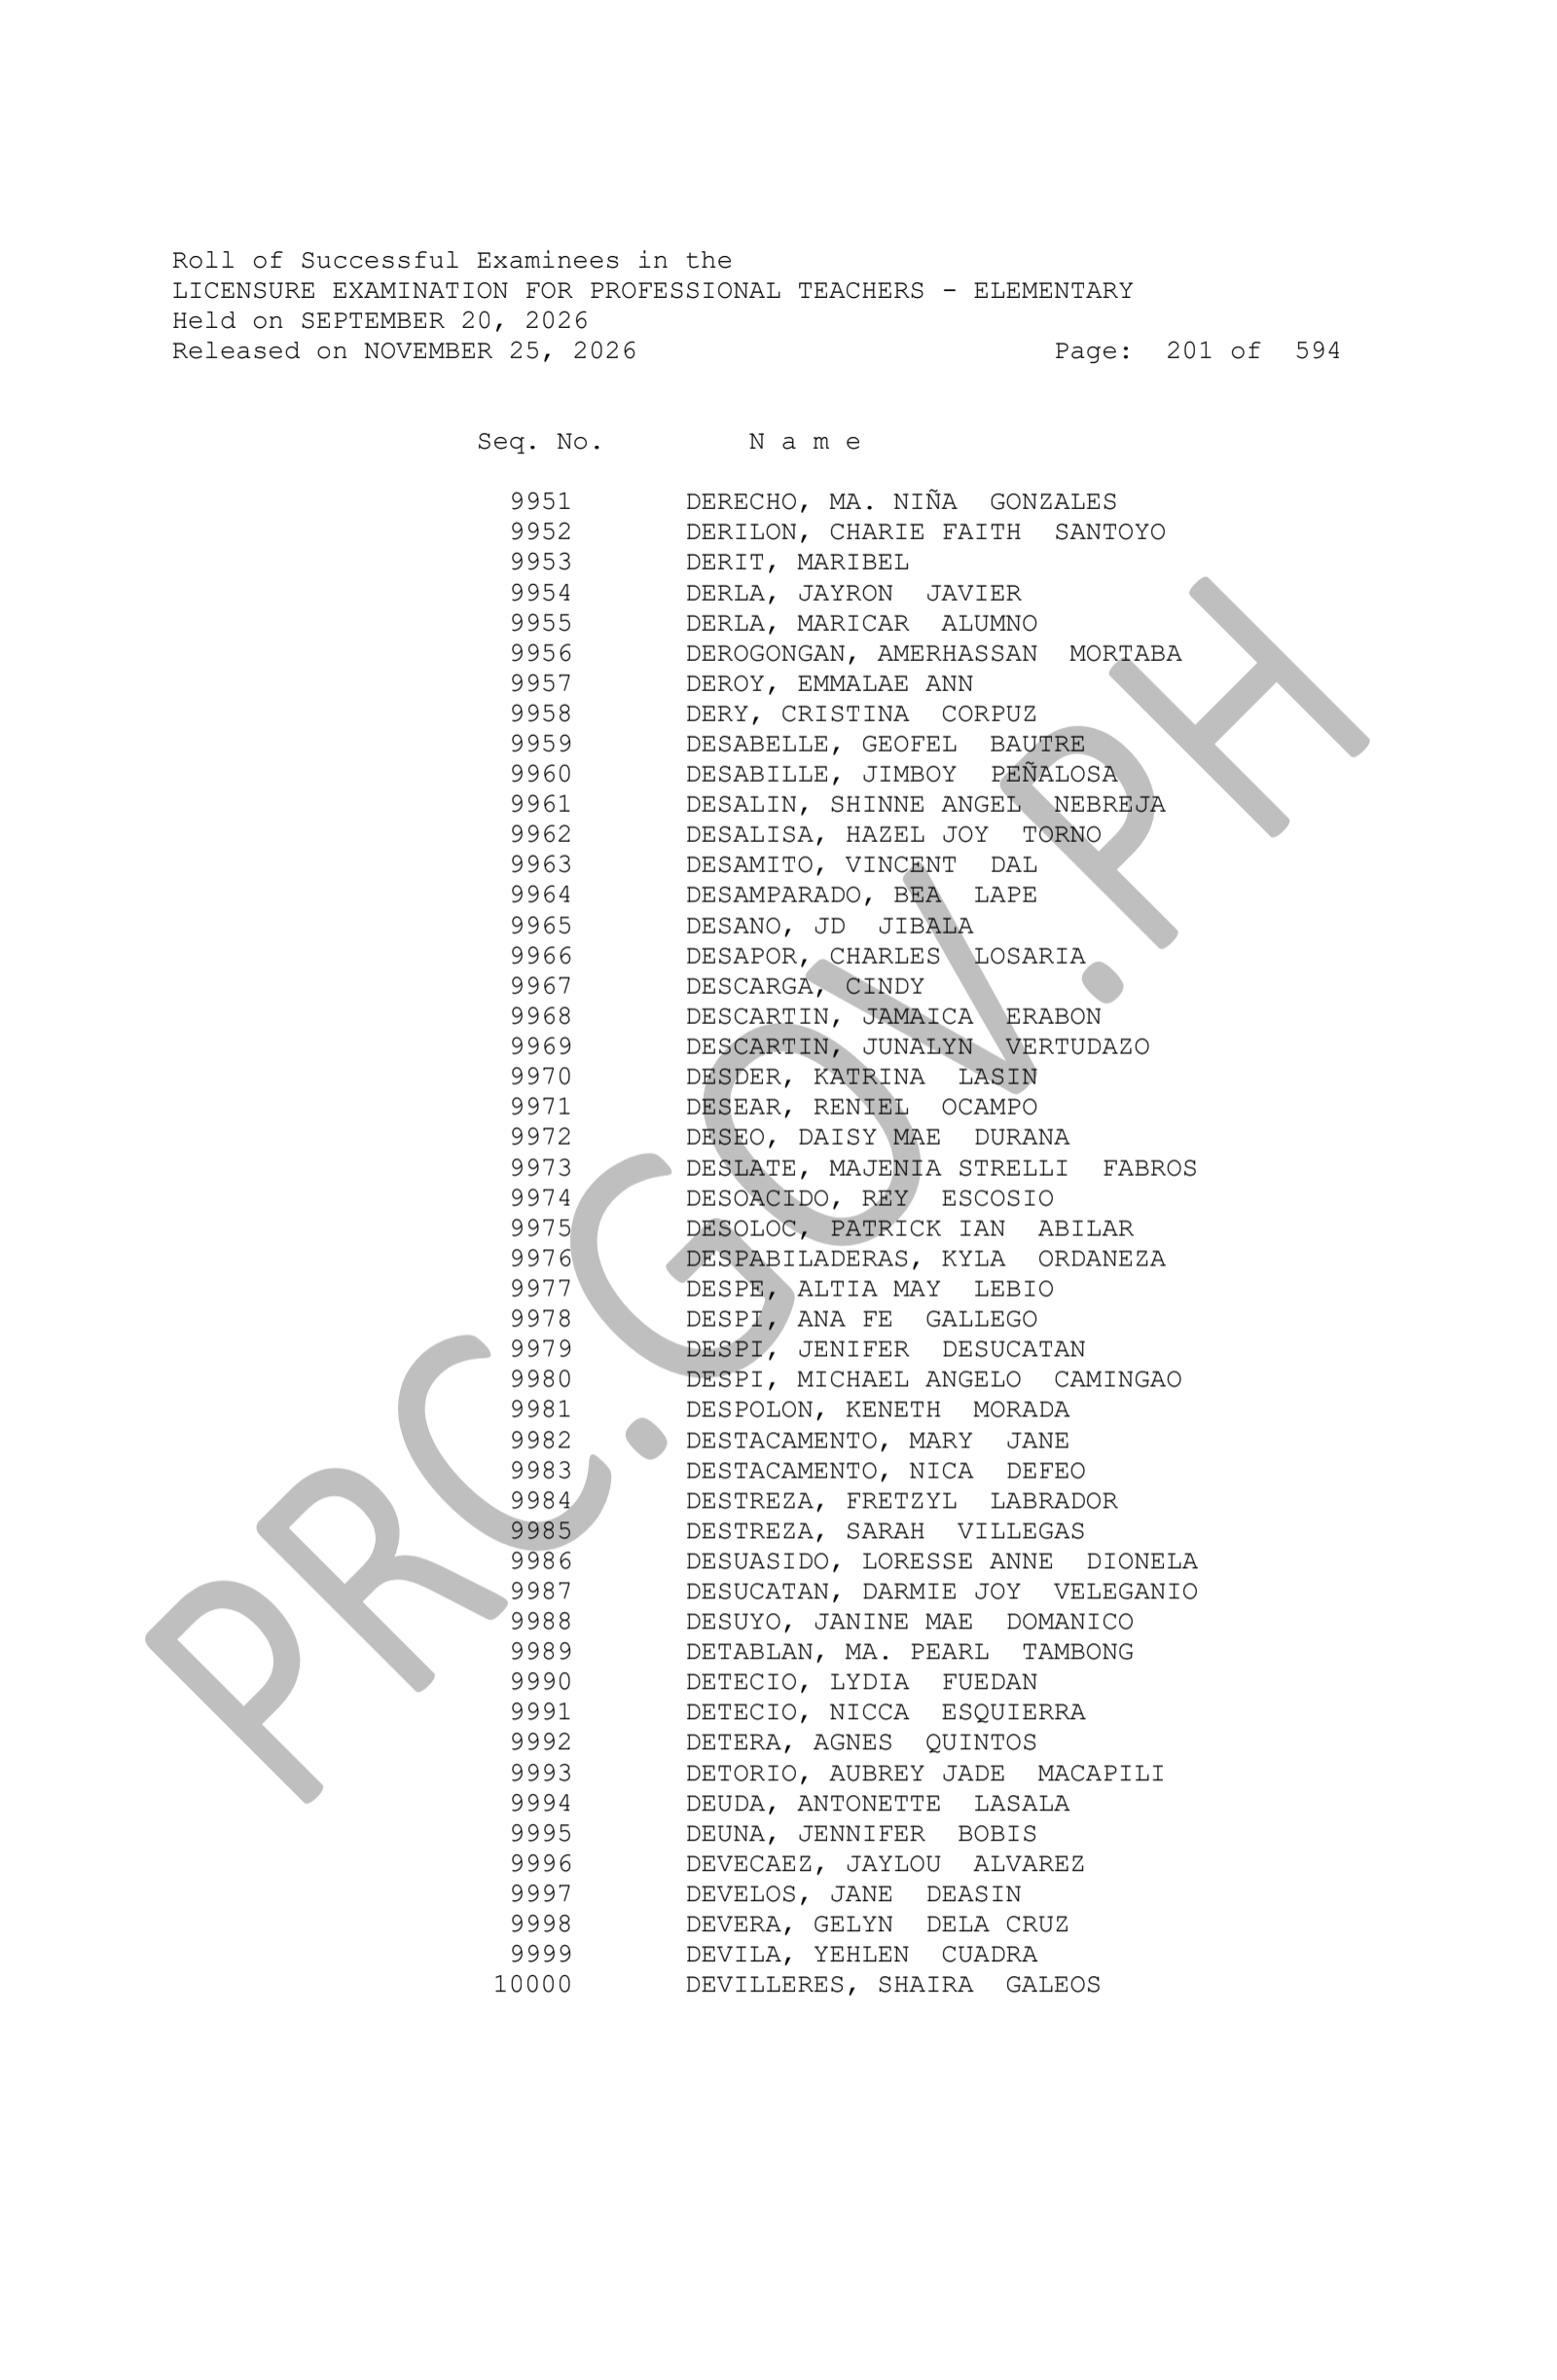 Roll of Successful Examinees in the
LICENSURE EXAMINATION FOR PROFESSIONAL TEACHERS - ELEMENTARY
Held on SEPTEMBER 20, 2026
Released on NOVEMBER 25, 2026 Page: 201 of 594
Seq. No. N a m e
9951 DERECHO, MA. NIÑA GONZALES
9952 DERILON, CHARIE FAITH SANTOYO
9953 DERIT, MARIBEL
9954 DERLA, JAYRON JAVIER
9955 DERLA, MARICAR ALUMNO
9956 DEROGONGAN, AMERHASSAN MORTABA
9957 DEROY, EMMALAE ANN
9958 DERY, CRISTINA CORPUZ
9959 DESABELLE, GEOFEL BAUTRE
9960 DESABILLE, JIMBOY PEÑALOSA
9961 DESALIN, SHINNE ANGEL NEBREJA
9962 DESALISA, HAZEL JOY TORNO
9963 DESAMITO, VINCENT DAL
9964 DESAMPARADO, BEA LAPE
9965 DESANO, JD JIBALA
9966 DESAPOR, CHARLES LOSARIA
9967 DESCARGA, CINDY
9968 DESCARTIN, JAMAICA ERABON
9969 DESCARTIN, JUNALYN VERTUDAZO
9970 DESDER, KATRINA LASIN
9971 DESEAR, RENIEL OCAMPO
9972 DESEO, DAISY MAE DURANA
9973 DESLATE, MAJENIA STRELLI FABROS
9974 DESOACIDO, REY ESCOSIO
9975 DESOLOC, PATRICK IAN ABILAR
9976 DESPABILADERAS, KYLA ORDANEZA
9977 DESPE, ALTIA MAY LEBIO
9978 DESPI, ANA FE GALLEGO
9979 DESPI, JENIFER DESUCATAN
9980 DESPI, MICHAEL ANGELO CAMINGAO
9981 DESPOLON, KENETH MORADA
9982 DESTACAMENTO, MARY JANE
9983 DESTACAMENTO, NICA DEFEO
9984 DESTREZA, FRETZYL LABRADOR
9985 DESTREZA, SARAH VILLEGAS
9986 DESUASIDO, LORESSE ANNE DIONELA
9987 DESUCATAN, DARMIE JOY VELEGANIO
9988 DESUYO, JANINE MAE DOMANICO
9989 DETABLAN, MA. PEARL TAMBONG
9990 DETECIO, LYDIA FUEDAN
9991 DETECIO, NICCA ESQUIERRA
9992 DETERA, AGNES QUINTOS
9993 DETORIO, AUBREY JADE MACAPILI
9994 DEUDA, ANTONETTE LASALA
9995 DEUNA, JENNIFER BOBIS
9996 DEVECAEZ, JAYLOU ALVAREZ
9997 DEVELOS, JANE DEASIN
9998 DEVERA, GELYN DELA CRUZ
9999 DEVILA, YEHLEN CUADRA
10000 DEVILLERES, SHAIRA GALEOS
PRC.GOV.PH